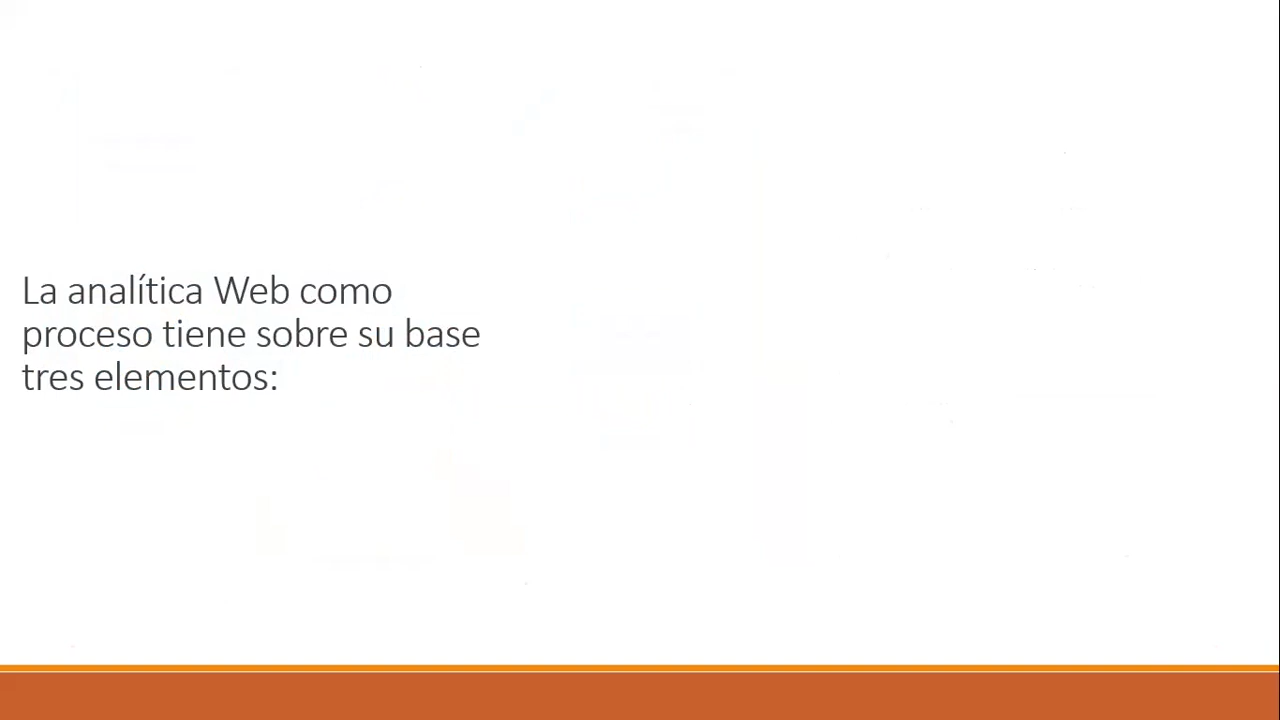 La analítica Web como
proceso tiene sobre su base
tres elementos: